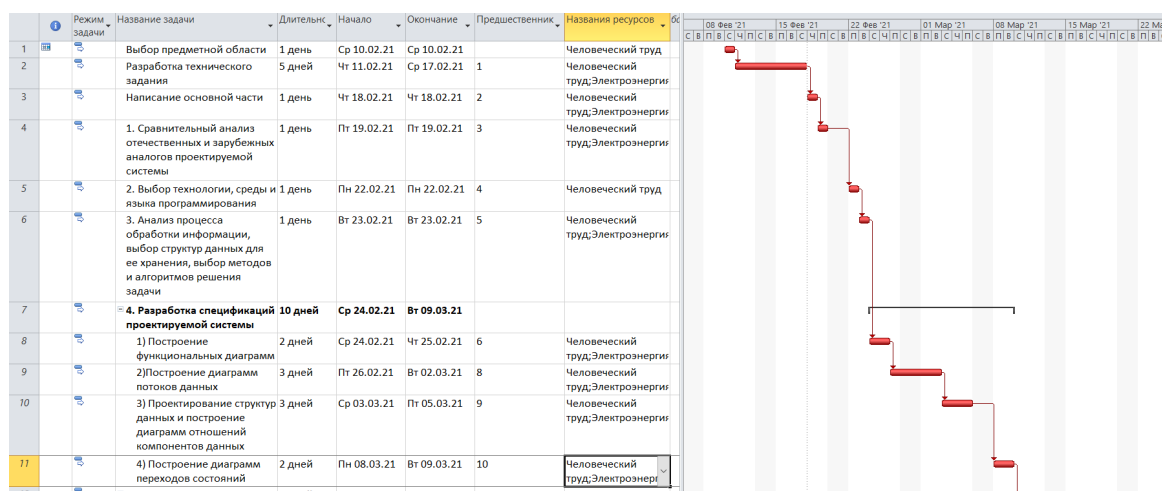 Режим задачи Название задачи Длительнс Начало Окончание Предшественник Названия ресурсов
08 Фев '21 15 Фев '21 22 Фев '21 01 Мар '21 08 Мар '21 15 Мар '21 22 Ма
С В П В С Ч П С В П В С Ч П С В П В С Ч П С В П В С Ч П С В П В С Ч П С В П В С Ч П С В П В
1 Выбор предметной области 1 день Ср 10.02.21 Ср 10.02.21 Человеческий труд
2 Разработка технического 5 дней Чт 11.02.21 Ср 17.02.21 1 Человеческий
задания труд;Электроэнергия
3 Написание основной части 1 день Чт 18.02.21 Чт 18.02.21 2 Человеческий
труд;Электроэнергия
4 1. Сравнительный анализ 1 день Пт 19.02.21 Пт 19.02.21 3 Человеческий
отечественных и зарубежных труд;Электроэнергия
аналогов проектируемой
системы
5 2. Выбор технологии, среды и 1 день Пн 22.02.21 Пн 22.02.21 4 Человеческий труд
языка программирования
6 3. Анализ процесса 1 день Вт 23.02.21 Вт 23.02.21 5 Человеческий
обработки информации, труд;Электроэнергия
выбор структур данных для
ее хранения, выбор методов
и алгоритмов решения
задачи
7 4. Разработка спецификаций 10 дней Ср 24.02.21 Вт 09.03.21
проектируемой системы
8 1) Построение 2 дней Ср 24.02.21 Чт 25.02.21 6 Человеческий
функциональных диаграмм труд;Электроэнергия
9 2)Построение диаграмм 3 дней Пт 26.02.21 Вт 02.03.21 8 Человеческий
потоков данных труд;Электроэнергия
10 3) Проектирование структур 3 дней Ср 03.03.21 Пт 05.03.21 9 Человеческий
данных и построение труд;Электроэнергия
диаграмм отношений
компонентов данных
11 4) Построение диаграмм 2 дней Пн 08.03.21 Вт 09.03.21 10 Человеческий
переходов состояний труд;Электроэнерг